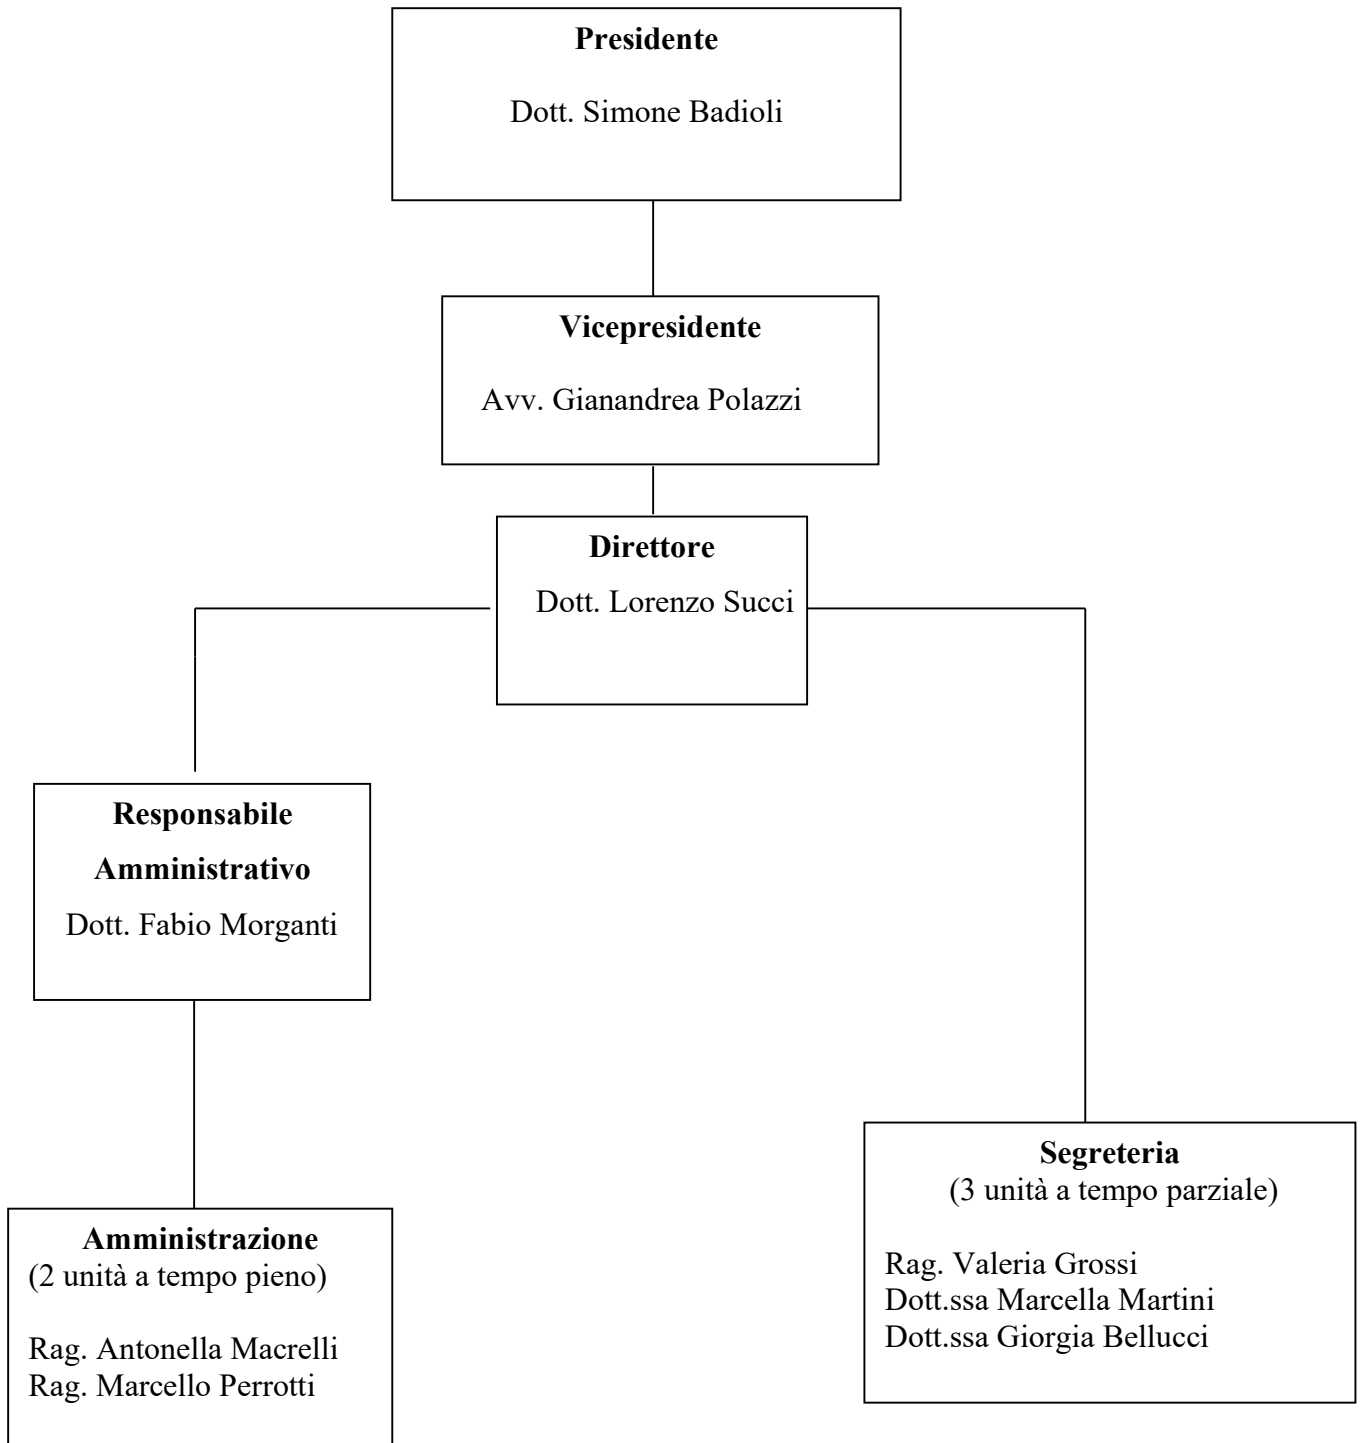 Presidente
Dott. Simone Badioli
Vicepresidente
Avv. Gianandrea Polazzi
Direttore
Dott. Lorenzo Succi
Responsabile
Amministrativo
Dott. Fabio Morganti
Amministrazione
(2 unità a tempo pieno)
Rag. Antonella Macrelli
Rag. Marcello Perrotti
Segreteria
(3 unità a tempo parziale)
Rag. Valeria Grossi
Dott.ssa Marcella Martini
Dott.ssa Giorgia Bellucci